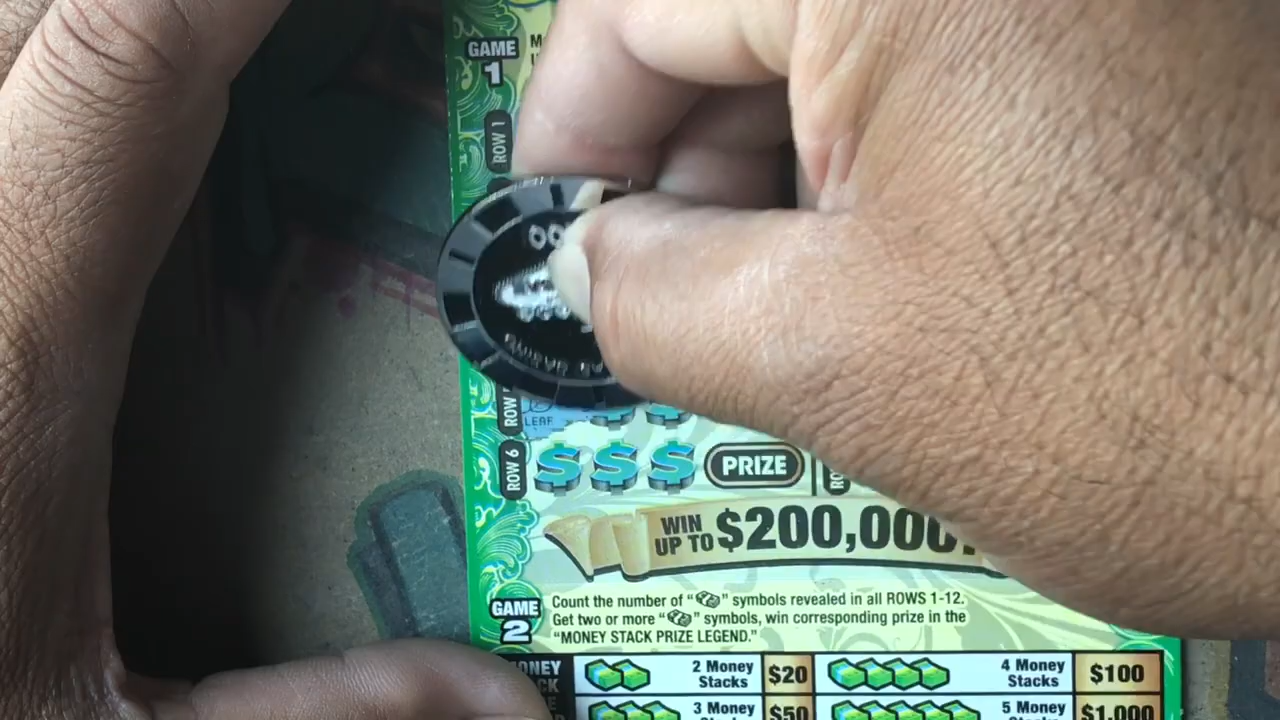 GAME
1
ROW 1
ROW
LEAF
ROW 6
$ $ $
PRIZE
WIN
UP TO $200,000
GAME
2
Count the number of " " symbols revealed in all ROWS 1-12.
Get two or more " " symbols, win corresponding prize in the
"MONEY STACK PRIZE LEGEND."
2 Money
Stacks
$20
4 Money
Stacks
$100
3 Money
$50
5 Money
$1,000